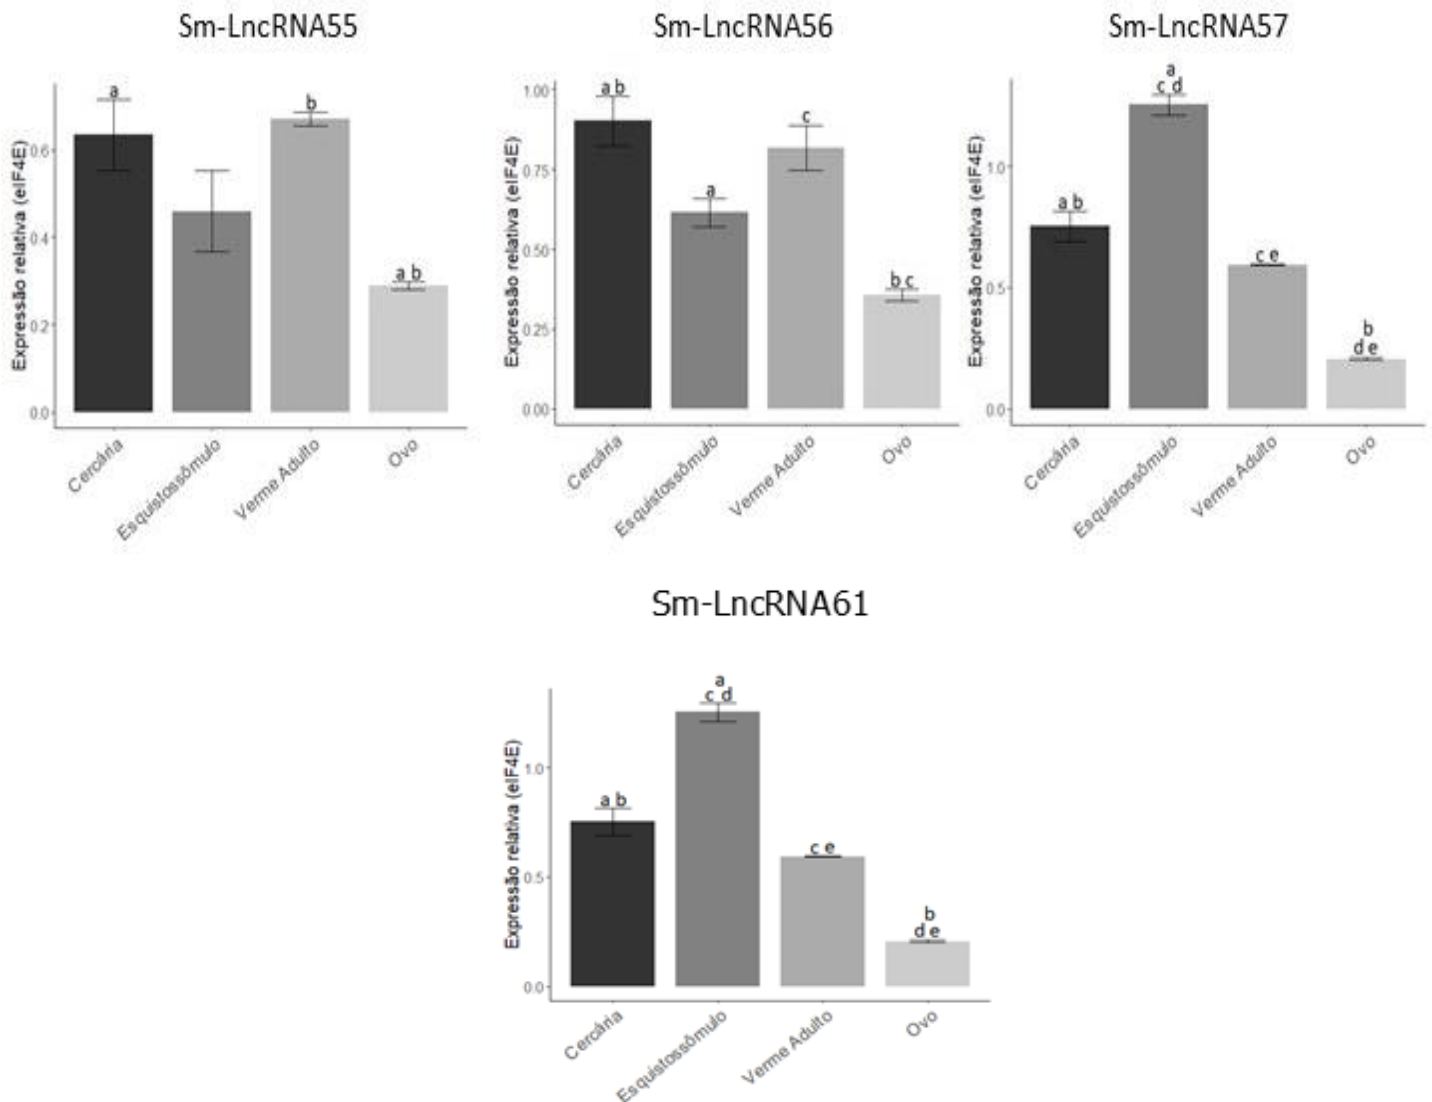 Sm-LncRNA55
Expressão relativa (eIF4E)
0.6
0.4
0.2
0.0
a
b
a b
Cercária
Esquistossômulo
Verme Adulto
Ovo
Sm-LncRNA56
Expressão relativa (eIF4E)
1.00
0.75
0.50
0.25
0.00
a b
a
c
b c
Cercária
Esquistossômulo
Verme Adulto
Ovo
Sm-LncRNA57
Expressão relativa (eIF4E)
1.0
0.5
0.0
a b
a
c d
c e
b
d e
Cercária
Esquistossômulo
Verme Adulto
Ovo
Sm-LncRNA61
Expressão relativa (eIF4E)
1.0
0.5
0.0
a b
a
c d
c e
b
d e
Cercária
Esquistossômulo
Verme Adulto
Ovo